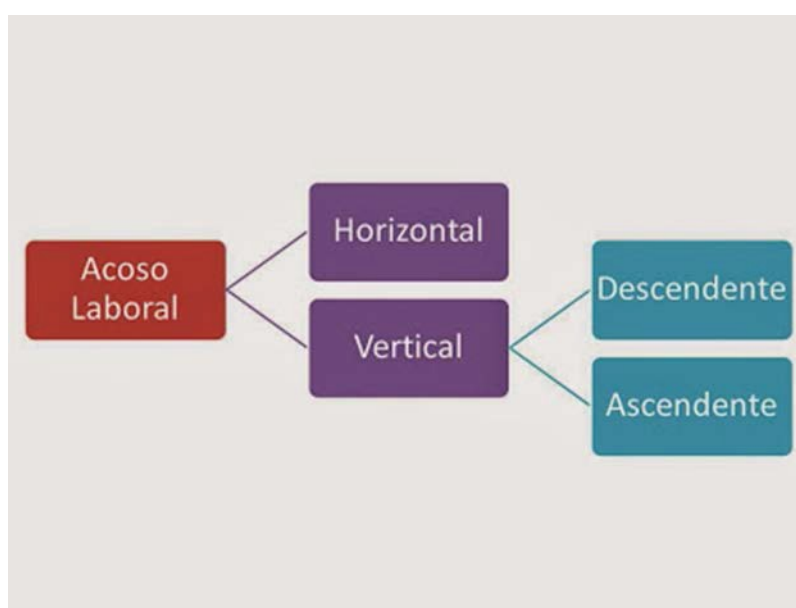 Acoso
Laboral
Horizontal
Vertical
Descendente
Ascendente